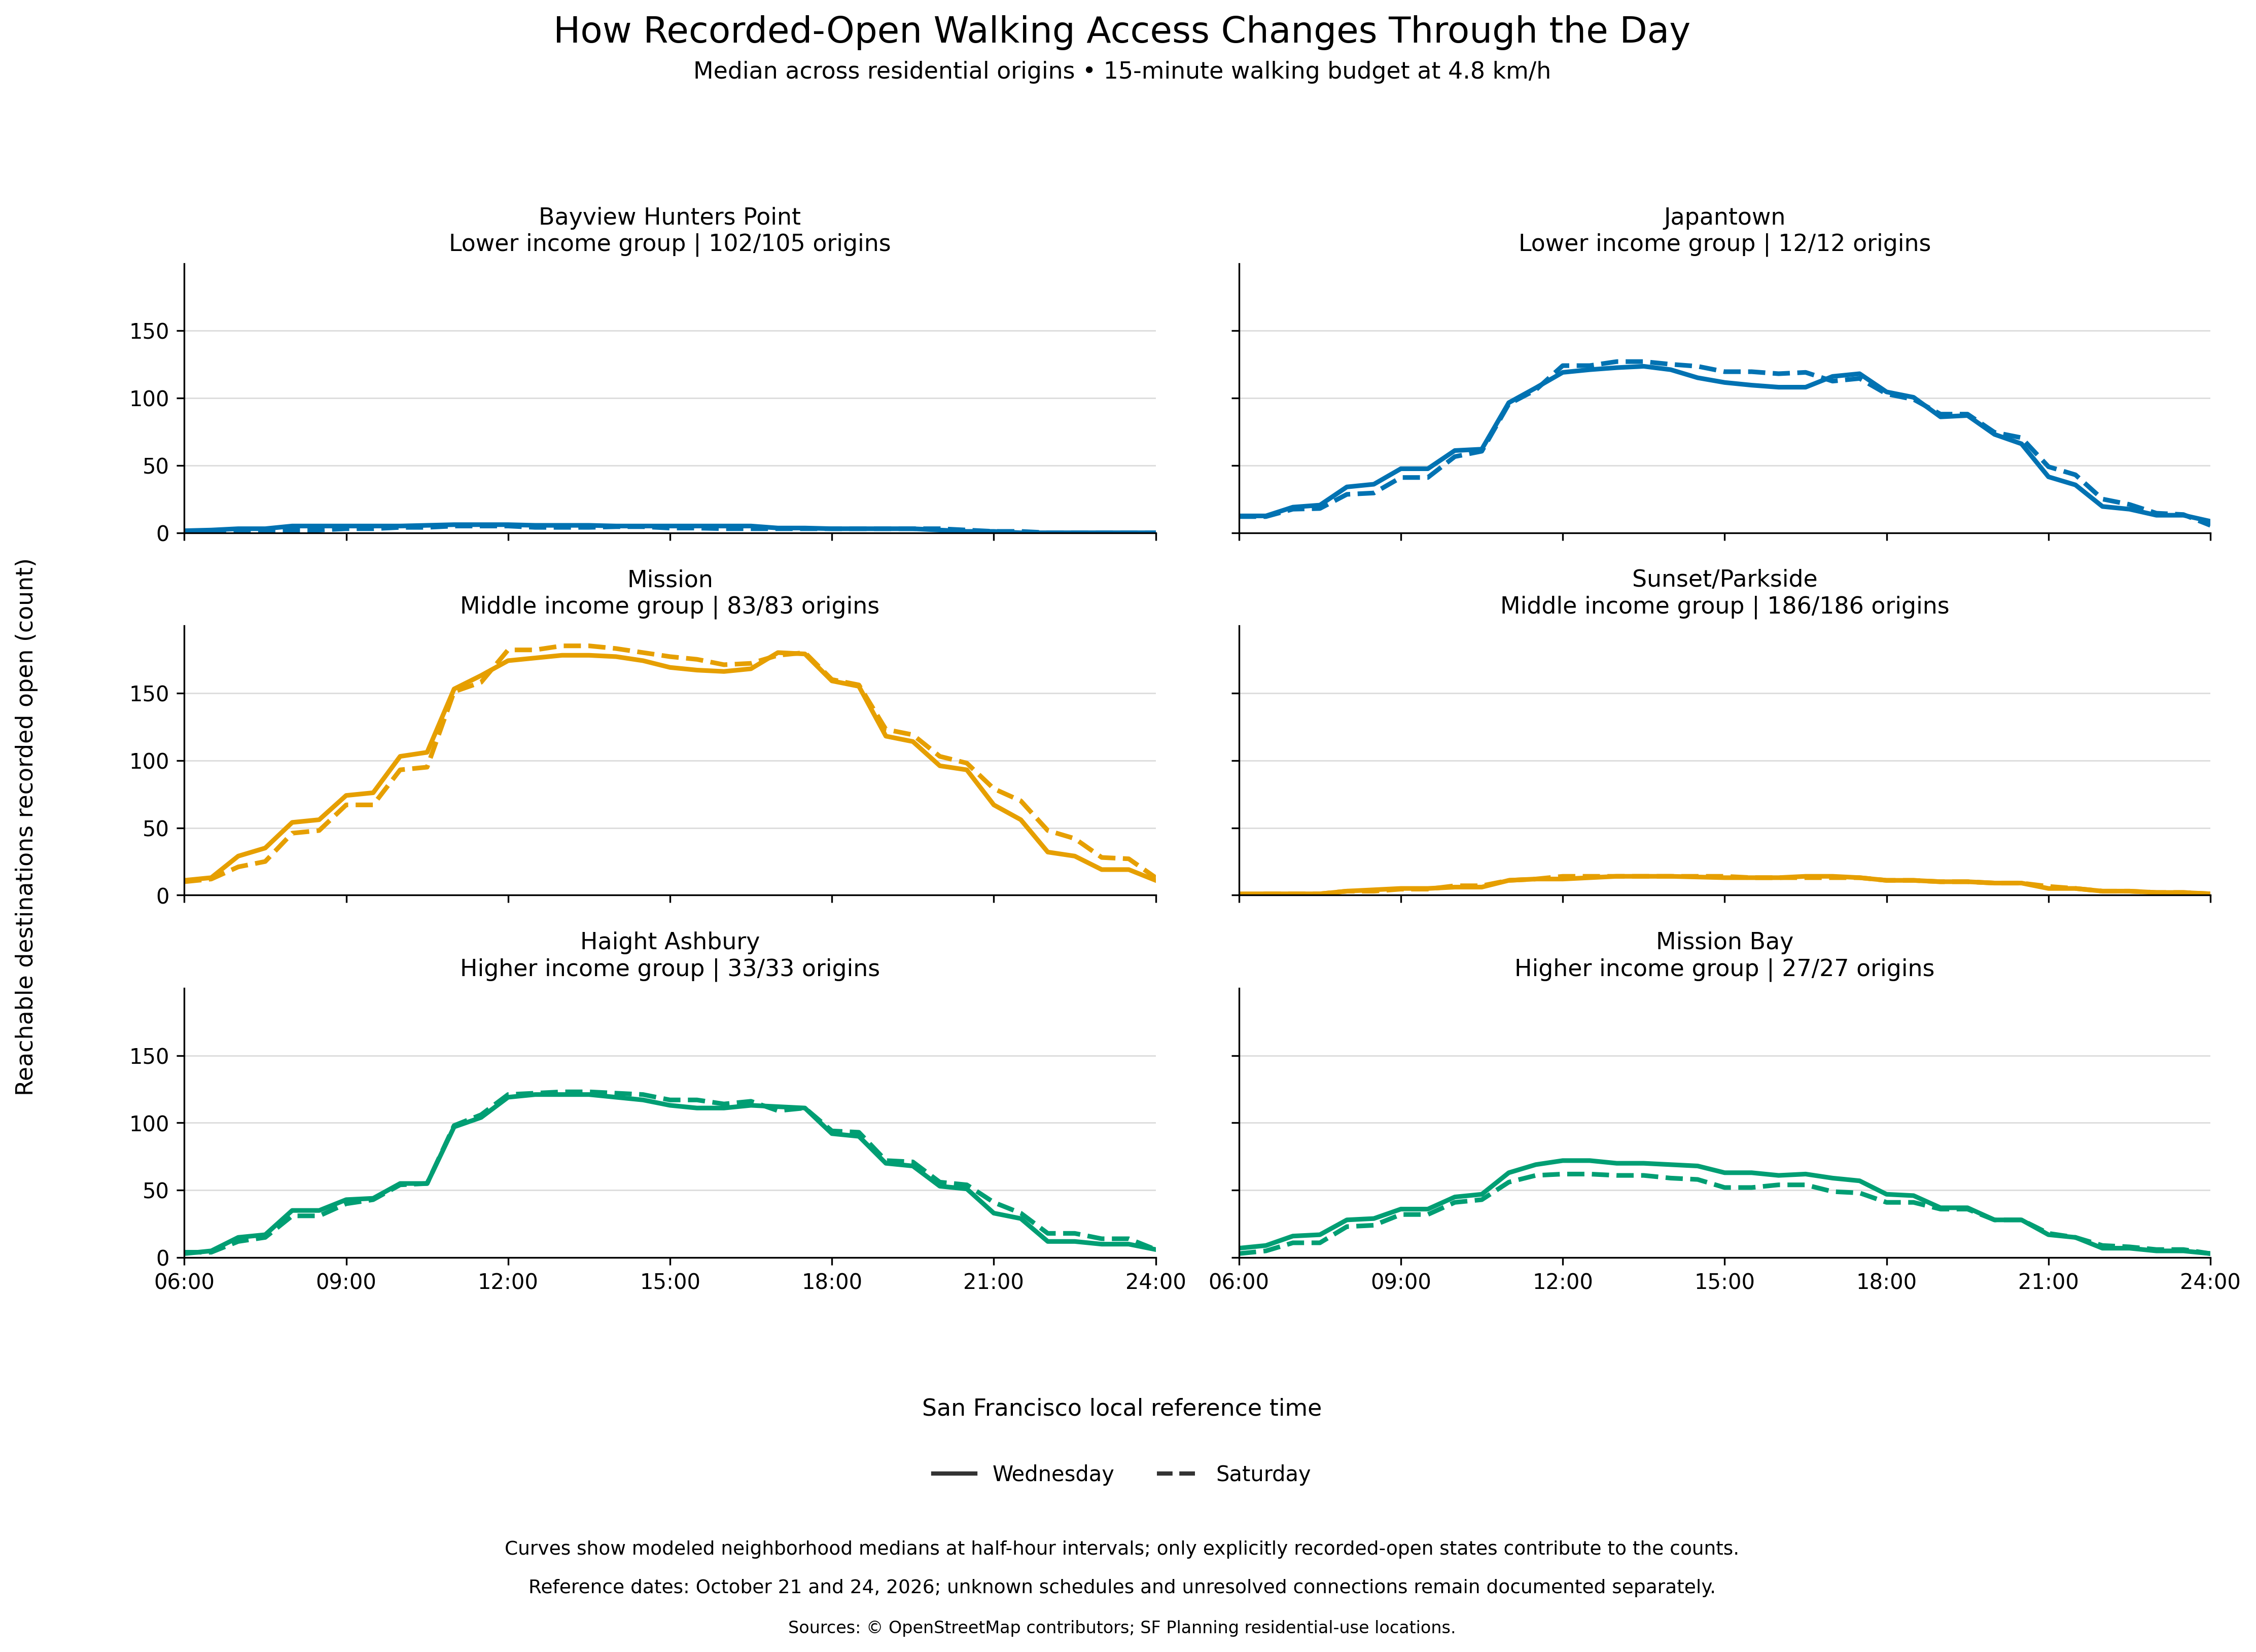 How Recorded-Open Walking Access Changes Through the Day
Median across residential origins • 15-minute walking budget at 4.8 km/h
Reachable destinations recorded open (count)
Bayview Hunters Point
Lower income group | 102/105 origins
150
100
50
0
Japantown
Lower income group | 12/12 origins
Mission
Middle income group | 83/83 origins
150
100
50
0
Sunset/Parkside
Middle income group | 186/186 origins
Haight Ashbury
Higher income group | 33/33 origins
150
100
50
0
06:00 09:00 12:00 15:00 18:00 21:00 24:00
Mission Bay
Higher income group | 27/27 origins
06:00 09:00 12:00 15:00 18:00 21:00 24:00
San Francisco local reference time
Wednesday Saturday
Curves show modeled neighborhood medians at half-hour intervals; only explicitly recorded-open states contribute to the counts.
Reference dates: October 21 and 24, 2026; unknown schedules and unresolved connections remain documented separately.
Sources: © OpenStreetMap contributors; SF Planning residential-use locations.